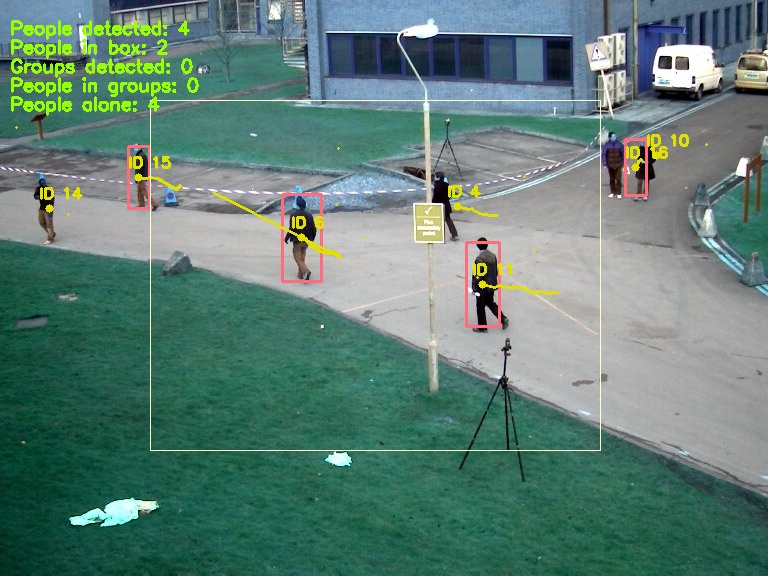 People detected: 4
People in box: 2
Groups detected: 0
People in groups: 0
People alone: 4
ID 10
ID 15
ID 14
ID 4
ID 11